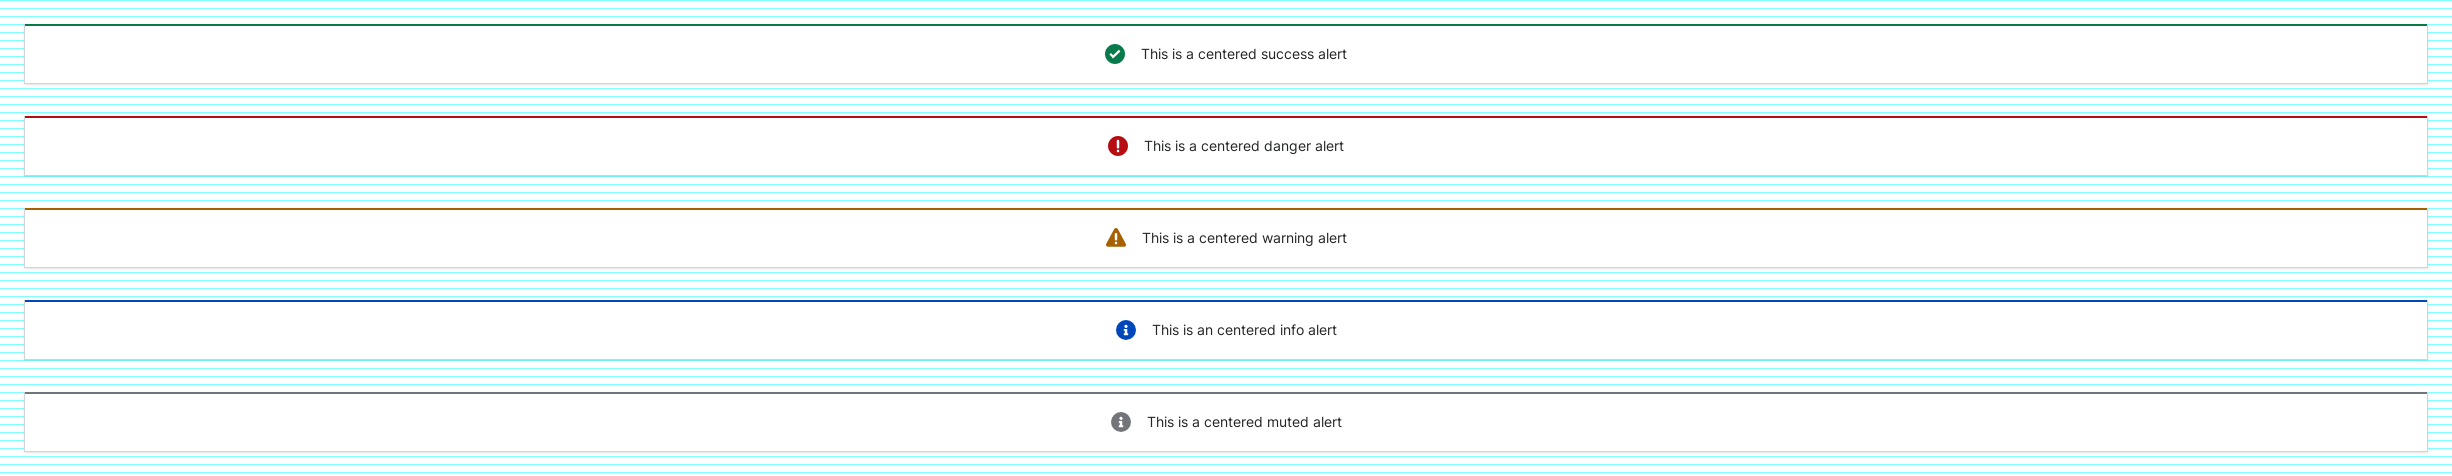 This is a centered success alert
This is a centered danger alert
This is a centered warning alert
This is an centered info alert
This is a centered muted alert